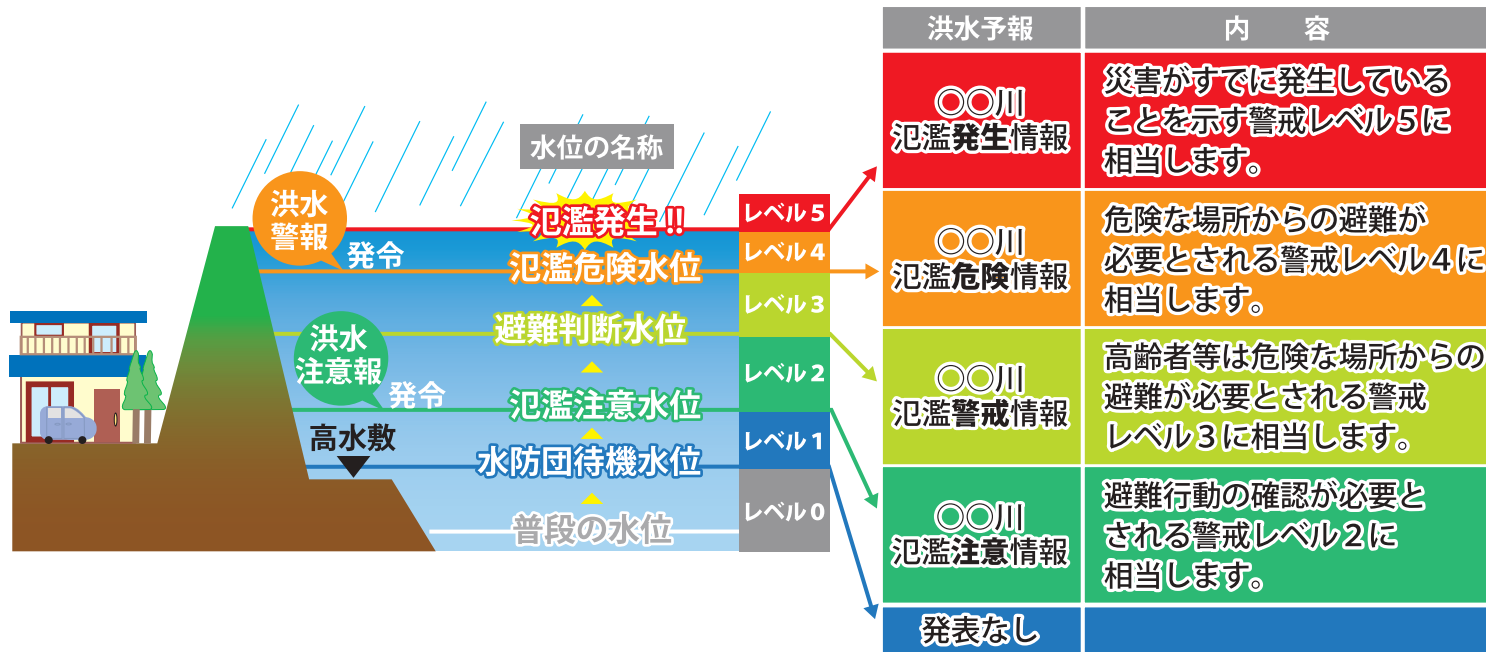 水位の名称
洪水
警報
発令
氾濫発生!!
レベル5
氾濫危険水位
レベル4
レベル3
避難判断水位
洪水
注意報
発令
レベル2
氾濫注意水位
高水敷
レベル1
水防団待機水位
レベル0
普段の水位
洪水予報
内　容
○○川
氾濫発生情報
災害がすでに発生している
ことを示す警戒レベル5に
相当します。
○○川
氾濫危険情報
危険な場所からの避難が
必要とされる警戒レベル4に
相当します。
○○川
氾濫警戒情報
高齢者等は危険な場所からの
避難が必要とされる警戒
レベル3に相当します。
○○川
氾濫注意情報
避難行動の確認が必要と
される警戒レベル2に
相当します。
発表なし